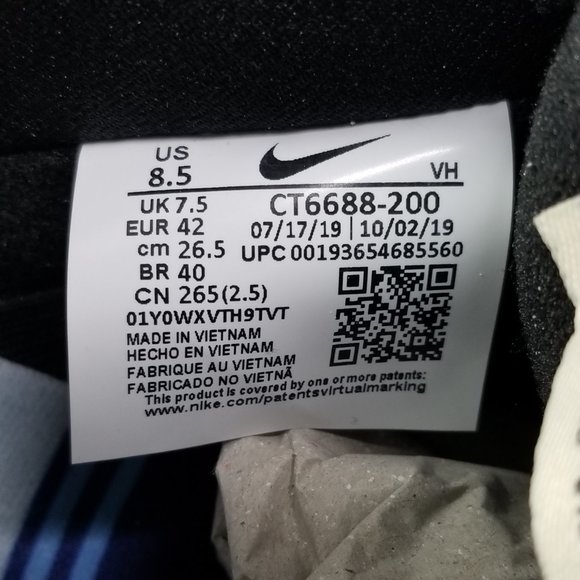 US
8.5
VH
UK 7.5
CT6688-200
EUR 42
07/17/19 | 10/02/19
cm 26.5
UPC 00193654685560
BR 40
CN 265(2.5)
01Y0WXVTH9TVT
MADE IN VIETNAM
HECHO EN VIETNAM
FABRIQUE AU VIETNAM
FABRICADO NO VIETNÃ
This product is covered by one or more patents:
www.nike.com/patentsvirtualmarking